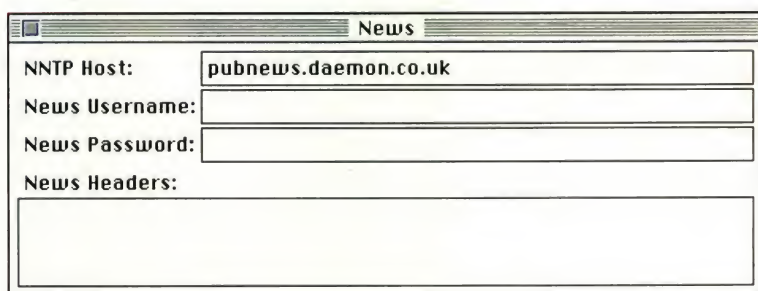 News
NNTP Host: pubnews.daemon.co.uk
News Username:
News Password:
News Headers: